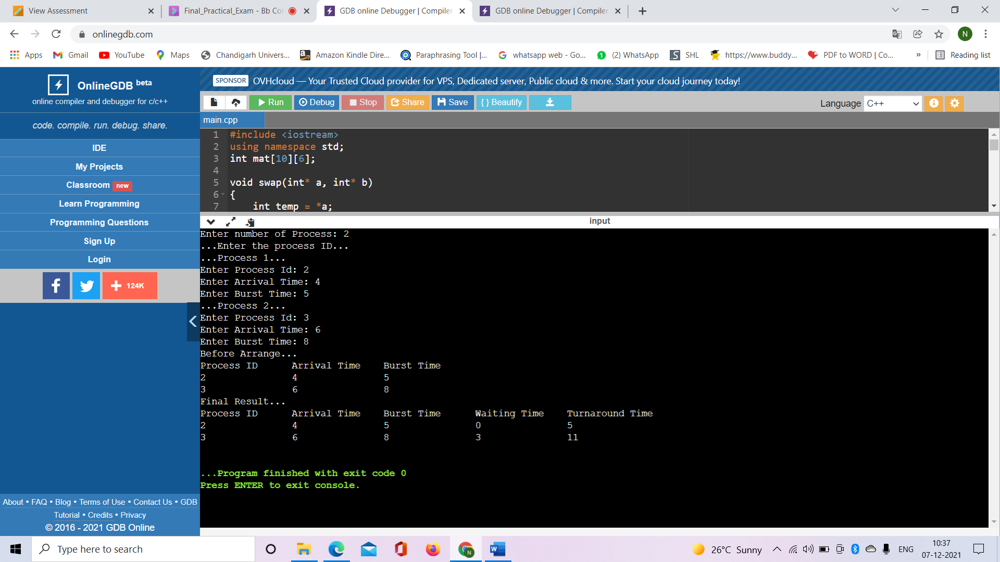 View Assessment
Final_Practical_Exam - Bb Col
GDB online Debugger | Compiler
GDB online Debugger | Compiler
onlinegdb.com
N
Apps
Gmail
YouTube
Maps
Chandigarh Univers...
Amazon Kindle Dire...
Paraphrasing Tool |...
whatsapp web - Go...
(2) WhatsApp
SHL
https://www.buddy...
PDF to WORD | Co...
»
Reading list
OnlineGDB beta
online compiler and debugger for c/c++
code. compile. run. debug. share.
IDE
My Projects
Classroom new
Learn Programming
Programming Questions
Sign Up
Login
124K
About • FAQ • Blog • Terms of Use • Contact Us • GDB
Tutorial • Credits • Privacy
© 2016 - 2021 GDB Online
SPONSOR OVHcloud — Your Trusted Cloud provider for VPS, Dedicated server, Public cloud & more. Start your cloud journey today!
Run Debug Stop Share Save { } Beautify
Language C++
main.cpp
1 #include <iostream>
2 using namespace std;
3 int mat[10][6];
4
5 void swap(int* a, int* b)
6 {
7 int temp = *a;
input
Enter number of Process: 2
...Enter the process ID...
...Process 1...
Enter Process Id: 2
Enter Arrival Time: 4
Enter Burst Time: 5
...Process 2...
Enter Process Id: 3
Enter Arrival Time: 6
Enter Burst Time: 8
Before Arrange...
Process ID Arrival Time Burst Time
2 4 5
3 6 8
Final Result...
Process ID Arrival Time Burst Time Waiting Time Turnaround Time
2 4 5 0 5
3 6 8 3 11
...Program finished with exit code 0
Press ENTER to exit console.
Type here to search
26°C Sunny
ENG
10:37
07-12-2021